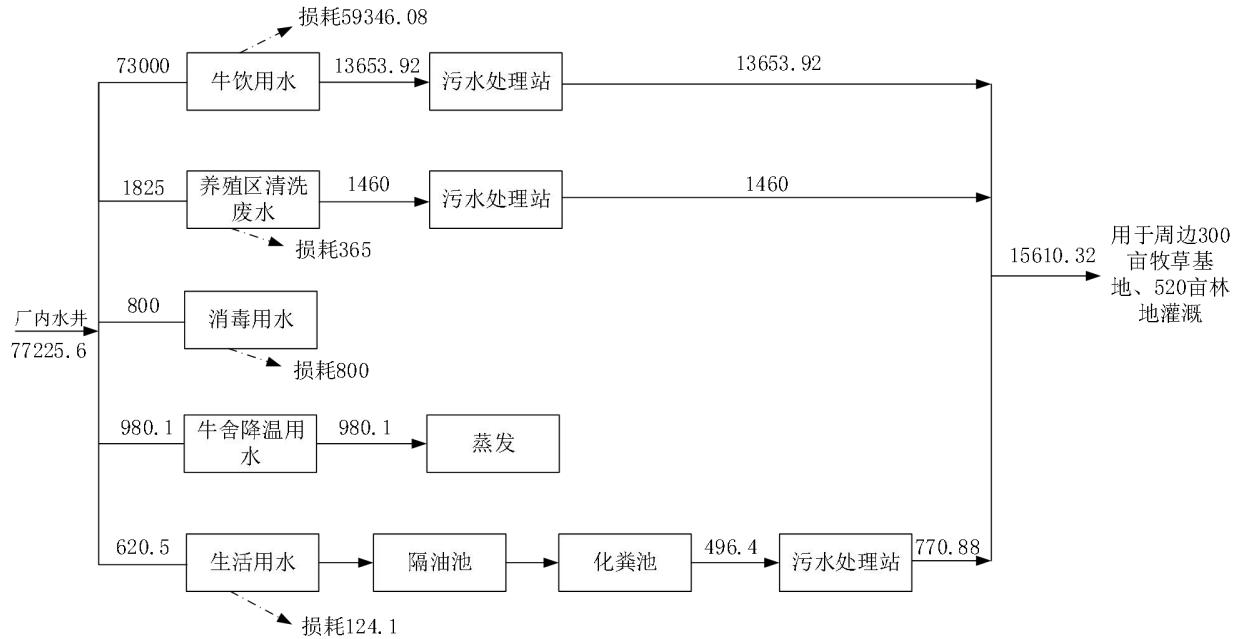 损耗59346.08
73000
牛饮用水
13653.92
污水处理站
13653.92
1825
养殖区清洗
废水
1460
污水处理站
1460
损耗365
15610.32
用于周边300
亩牧草基
地、520亩林
地灌溉
厂内水井
77225.6
800
消毒用水
损耗800
980.1
牛舍降温用
水
980.1
蒸发
620.5
生活用水
隔油池
化粪池
496.4
污水处理站
770.88
损耗124.1